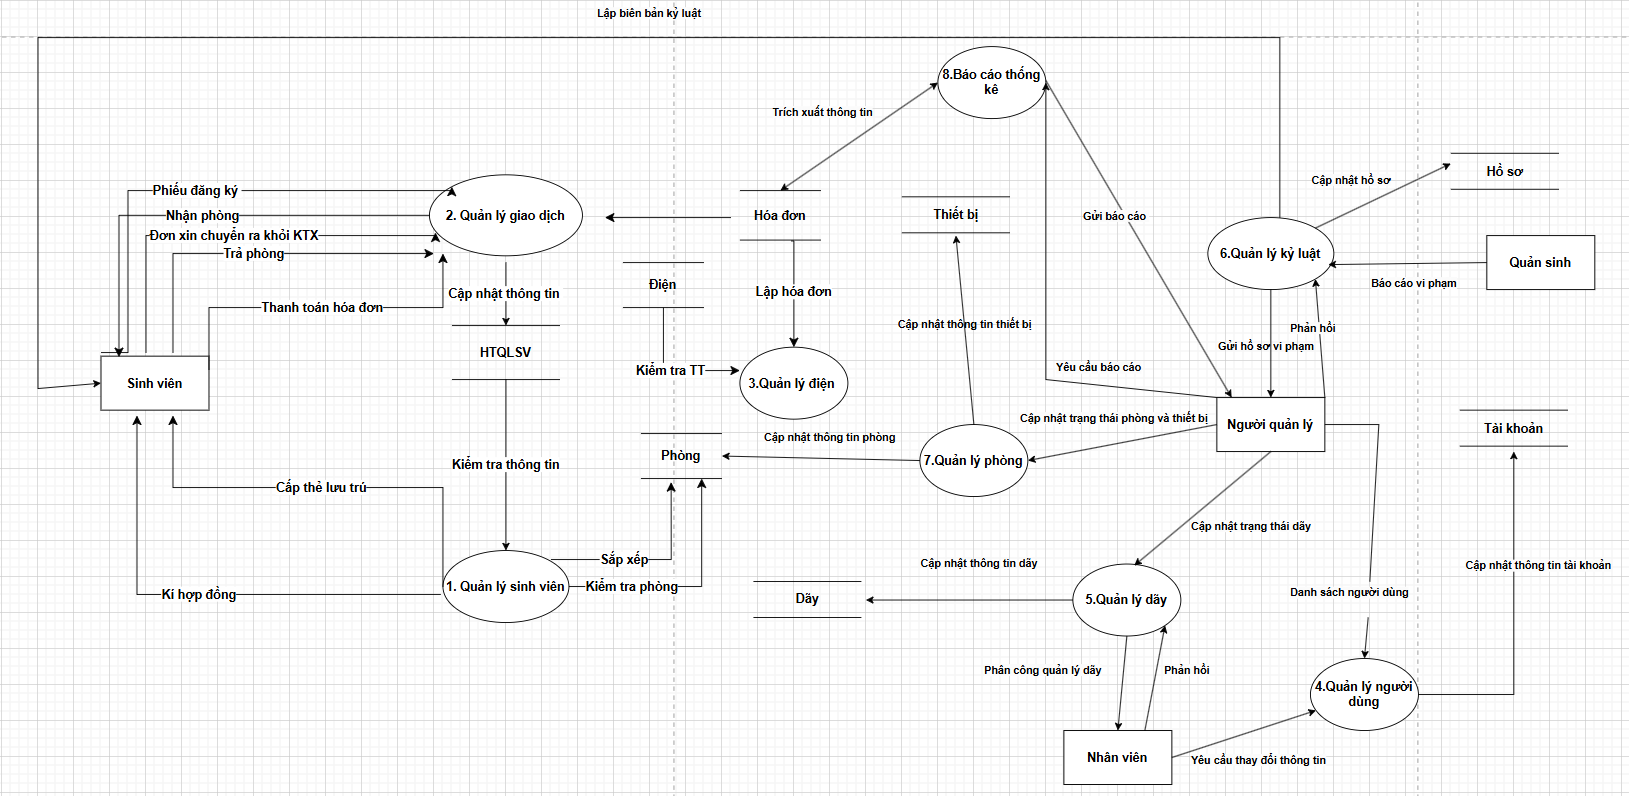 Lập biên bản kỷ luật
8.Báo cáo thống
kê
Trích xuất thông tin
Hồ sơ
Cập nhật hồ sơ
Phiếu đăng ký
Nhận phòng
2. Quản lý giao dịch
Hóa đơn
Thiết bị
Gửi báo cáo
Đơn xin chuyển ra khỏi KTX
Trả phòng
6.Quản lý kỷ luật
Quản sinh
Báo cáo vi phạm
Điện
Cập nhật thông tin
Lập hóa đơn
Thanh toán hóa đơn
Cập nhật thông tin thiết bị
Phản hồi
Gửi hồ sơ vi phạm
HTQLSV
Kiểm tra TT
Yêu cầu báo cáo
Sinh viên
3.Quản lý điện
Cập nhật trạng thái phòng và thiết bị
Người quản lý
Tài khoản
Cập nhật thông tin phòng
Phòng
7.Quản lý phòng
Kiểm tra thông tin
Cấp thẻ lưu trú
Cập nhật trạng thái dãy
Sắp xếp
Cập nhật thông tin dãy
Cập nhật thông tin tài khoản
1. Quản lý sinh viên
Kiểm tra phòng
Kí hợp đồng
Dãy
5.Quản lý dãy
Danh sách người dùng
Phân công quản lý dãy
Phản hồi
4.Quản lý người
dùng
Nhân viên
Yêu cầu thay đổi thông tin